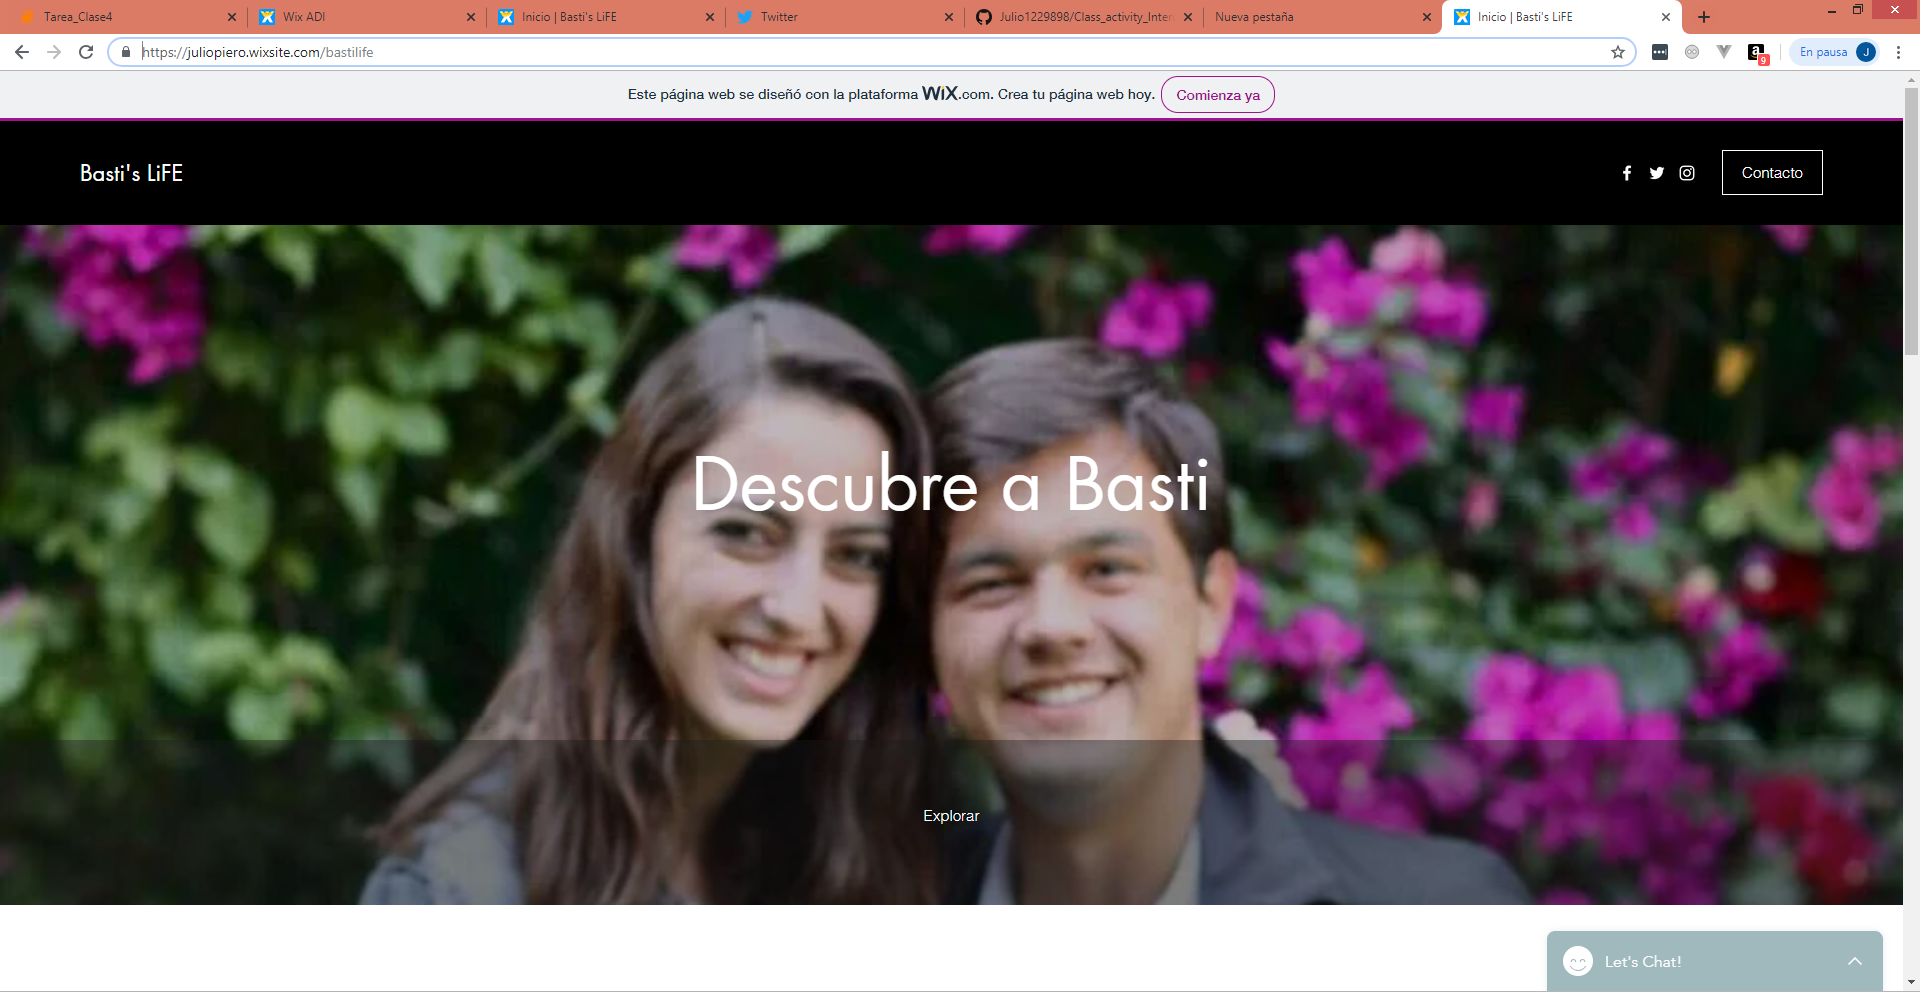 Tarea_Clase4
Wix ADI
Inicio | Basti's LiFE
Twitter
Julio1229898/Class_activity_Inter
Nueva pestaña
Inicio | Basti's LiFE
https://juliopiero.wixsite.com/bastilife
a
9
En pausa
J
Este página web se diseñó con la plataforma WiX.com. Crea tu página web hoy.
Comienza ya
Basti's LiFE
Contacto
Descubre a Basti
Explorar
Let's Chat!